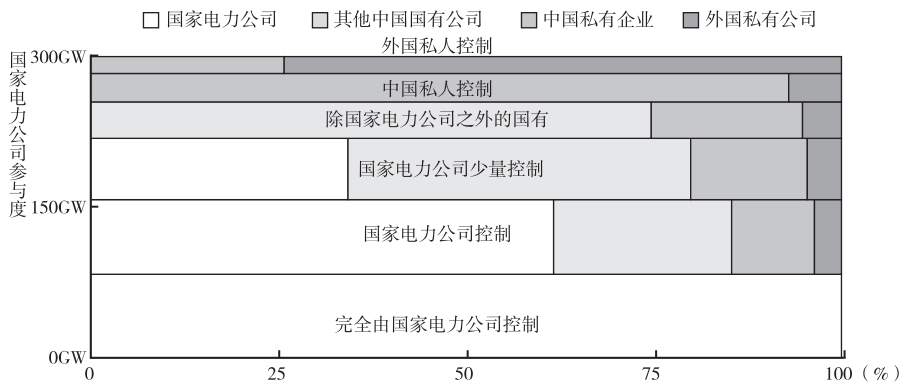 国家电力公司 其他中国国有公司 中国私有企业 外国私有公司
外国私人控制
国家电力公司参与度
300GW
中国私人控制
除国家电力公司之外的国有
国家电力公司少量控制
150GW
国家电力公司控制
完全由国家电力公司控制
0GW
0 25 50 75 100 (%)